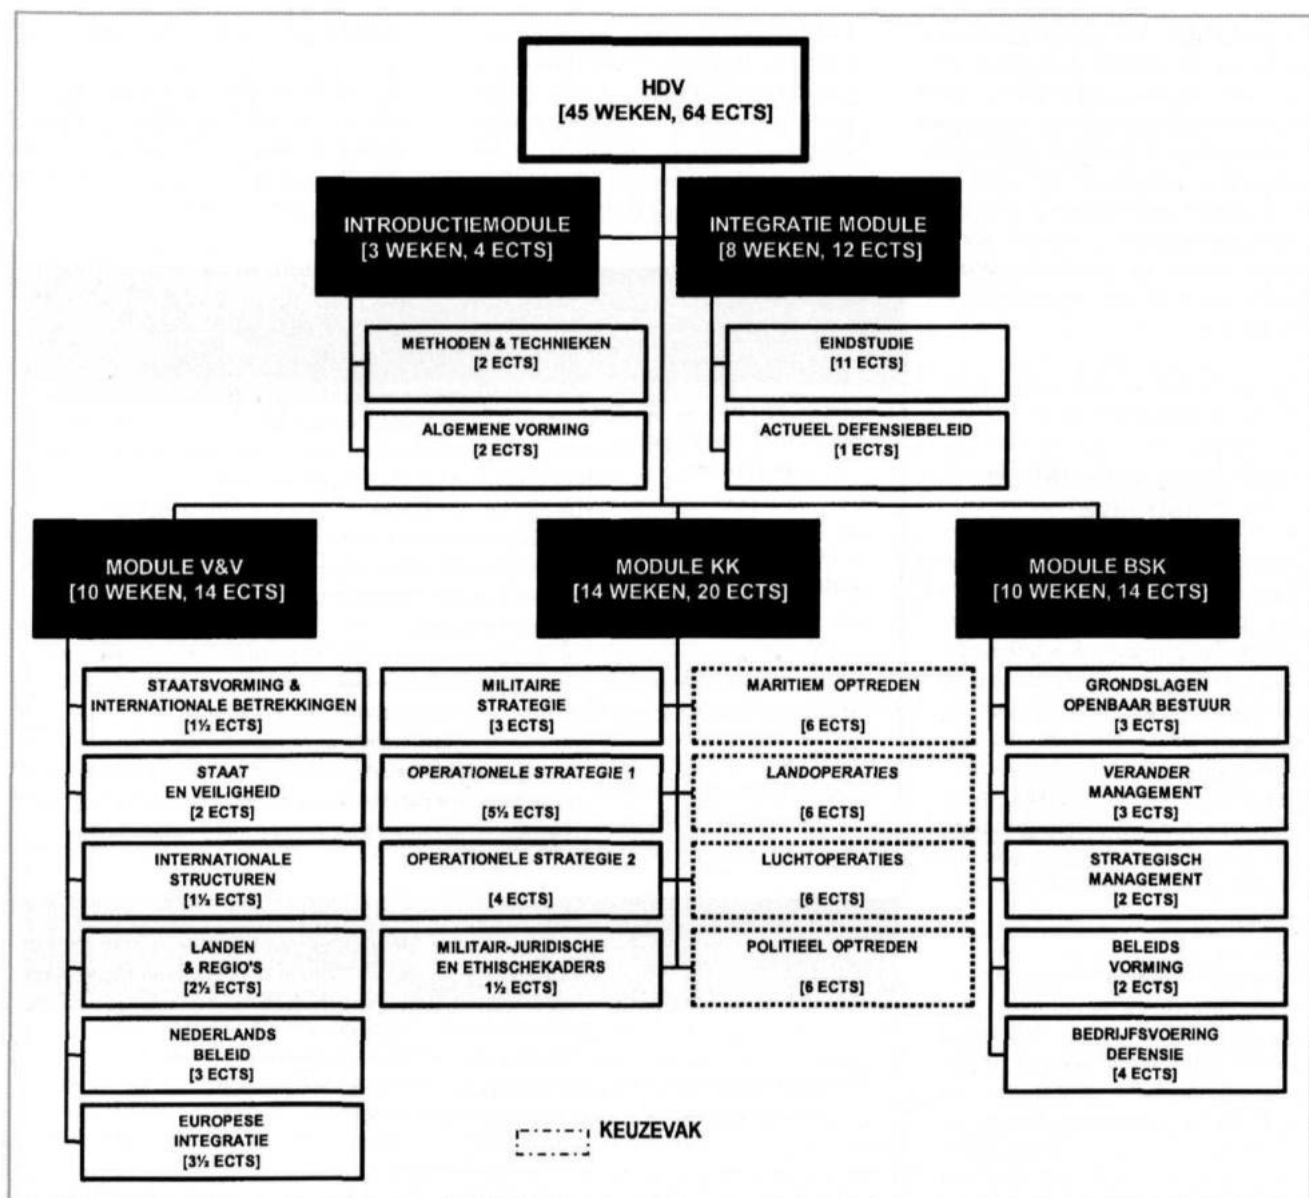 HDV
[45 WEKEN, 64 ECTS]
INTRODUCTIEMODULE
[3 WEKEN, 4 ECTS]
INTEGRATIE MODULE
[8 WEKEN, 12 ECTS]
METHODEN & TECHNIEKEN
[2 ECTS]
ALGEMENE VORMING
[2 ECTS]
EINDSTUDIE
[11 ECTS]
ACTUEEL DEFENSIEBELEID
[1 ECTS]
MODULE V&V
[10 WEKEN, 14 ECTS]
STAATSVORMING &
INTERNATIONALE BETREKKINGEN
[1½ ECTS]
STAAT
EN VEILIGHEID
[2 ECTS]
INTERNATIONALE
STRUCTUREN
[1½ ECTS]
LANDEN
& REGIO'S
[2½ ECTS]
NEDERLANDS
BELEID
[3 ECTS]
EUROPESE
INTEGRATIE
[3½ ECTS]
MODULE KK
[14 WEKEN, 20 ECTS]
MILITAIRE
STRATEGIE
[3 ECTS]
OPERATIONELE STRATEGIE 1
[5½ ECTS]
OPERATIONELE STRATEGIE 2
[4 ECTS]
MILITAIR-JURIDISCHE
EN ETHISCHEKADERS
1½ ECTS]
MARITIEM OPTREDEN
[6 ECTS]
LANDOPERATIES
[6 ECTS]
LUCHTOPERATIES
[6 ECTS]
POLITIEEL OPTREDEN
[6 ECTS]
MODULE BSK
[10 WEKEN, 14 ECTS]
GRONDSLAGEN
OPENBAAR BESTUUR
[3 ECTS]
VERANDER
MANAGEMENT
[3 ECTS]
STRATEGISCH
MANAGEMENT
[2 ECTS]
BELEIDS
VORMING
[2 ECTS]
BEDRIJFSVOERING
DEFENSIE
[4 ECTS]
KEUZEVAK